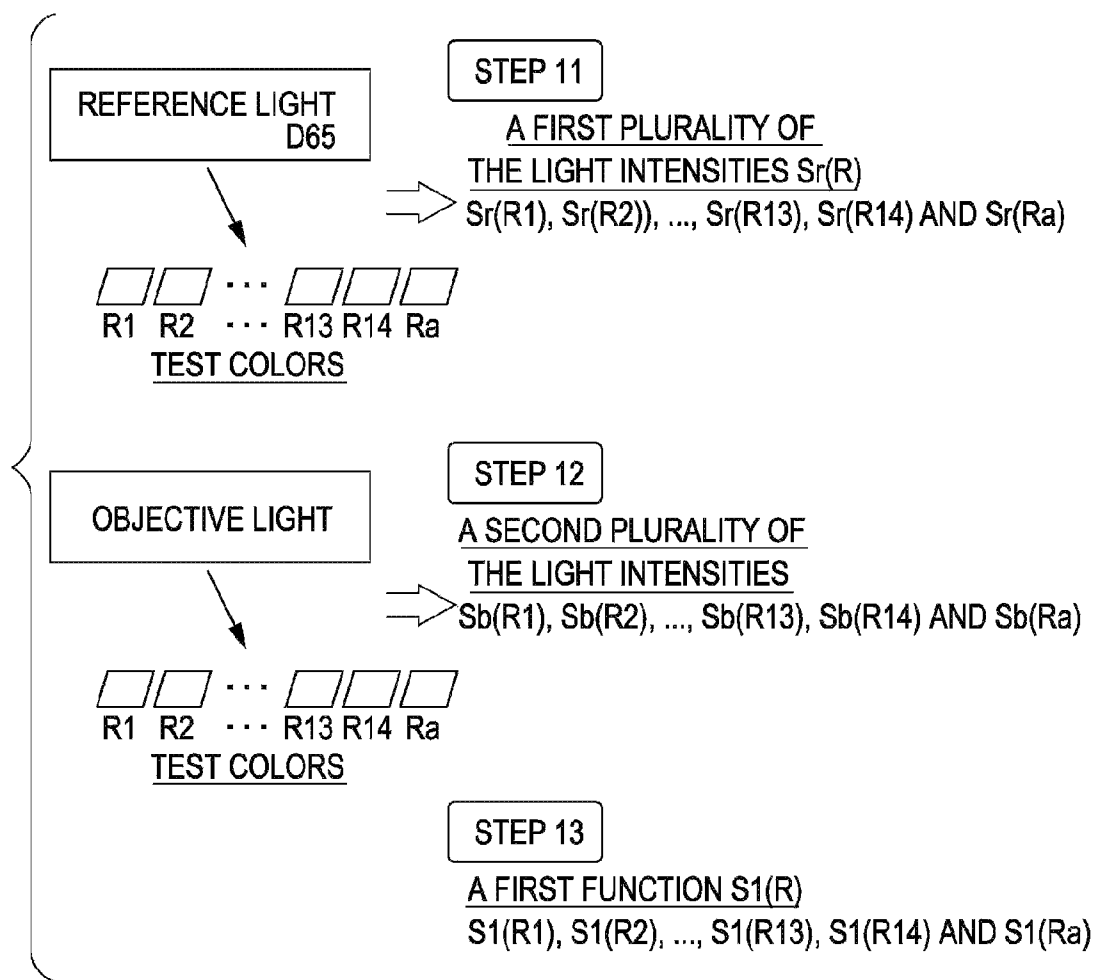 STEP 11
REFERENCE LIGHT
D65
A FIRST PLURALITY OF
THE LIGHT INTENSITIES Sr(R)
Sr(R1), Sr(R2)), ..., Sr(R13), Sr(R14) AND Sr(Ra)
R1 R2 ··· R13 R14 Ra
TEST COLORS
STEP 12
OBJECTIVE LIGHT
A SECOND PLURALITY OF
THE LIGHT INTENSITIES
Sb(R1), Sb(R2), ..., Sb(R13), Sb(R14) AND Sb(Ra)
R1 R2 ··· R13 R14 Ra
TEST COLORS
STEP 13
A FIRST FUNCTION S1(R)
S1(R1), S1(R2), ..., S1(R13), S1(R14) AND S1(Ra)